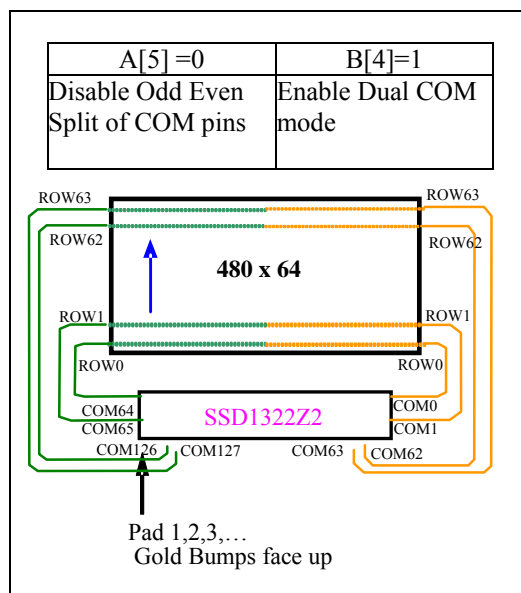 A[5] =0
B[4]=1
Disable Odd Even
Split of COM pins
Enable Dual COM
mode
ROW63
ROW63
ROW62
ROW62
480 x 64
ROW1
ROW1
ROW0
ROW0
COM64
COM0
SSD1322Z2
COM65
COM1
COM126
COM127
COM63
COM62
Pad 1,2,3,…
Gold Bumps face up